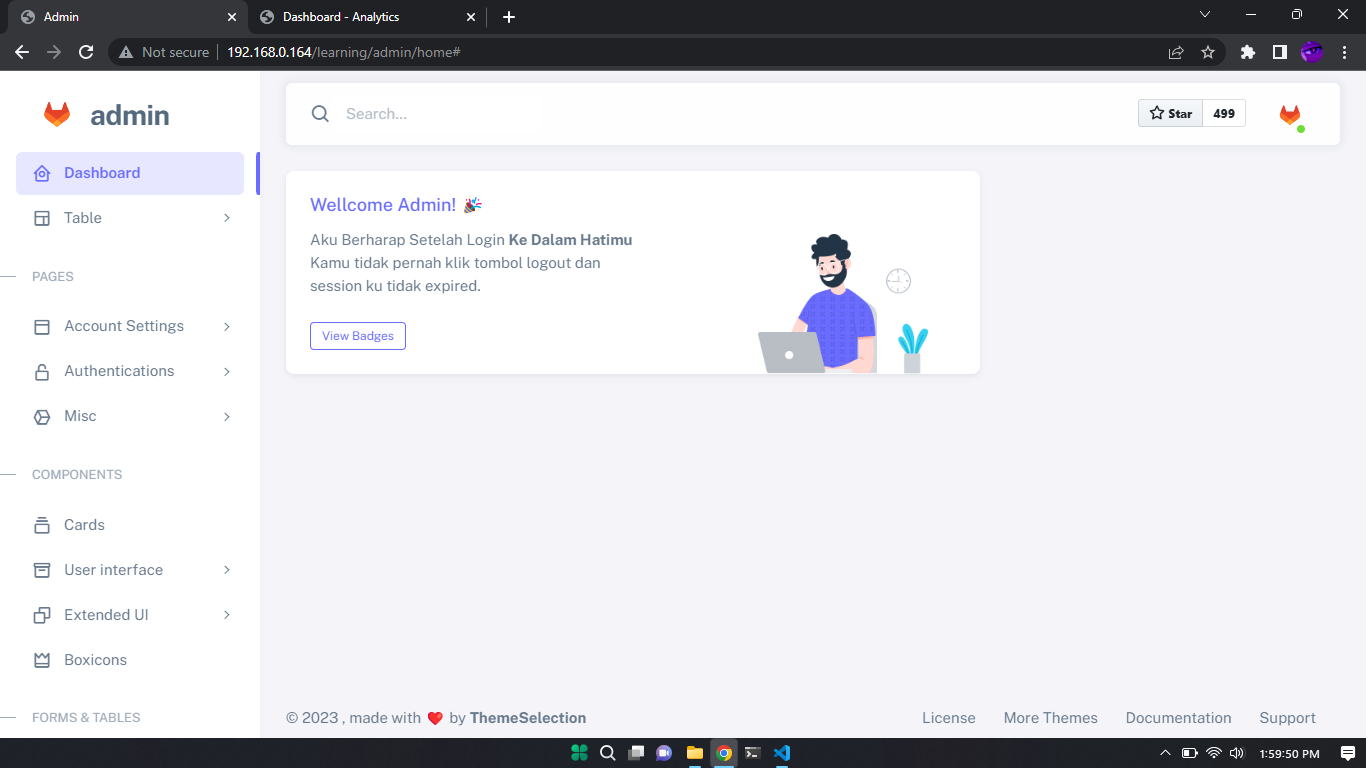 Admin
Dashboard - Analytics
Not secure
192.168.0.164/learning/admin/home#
admin
Search...
Star
499
Dashboard
Table
PAGES
Account Settings
Authentications
Misc
COMPONENTS
Cards
User interface
Extended UI
Boxicons
FORMS & TABLES
Wellcome Admin! 🎉
Aku Berharap Setelah Login Ke Dalam Hatimu
Kamu tidak pernah klik tombol logout dan
session ku tidak expired.
View Badges
© 2023 , made with ❤️ by ThemeSelection
License
More Themes
Documentation
Support
1:59:50 PM